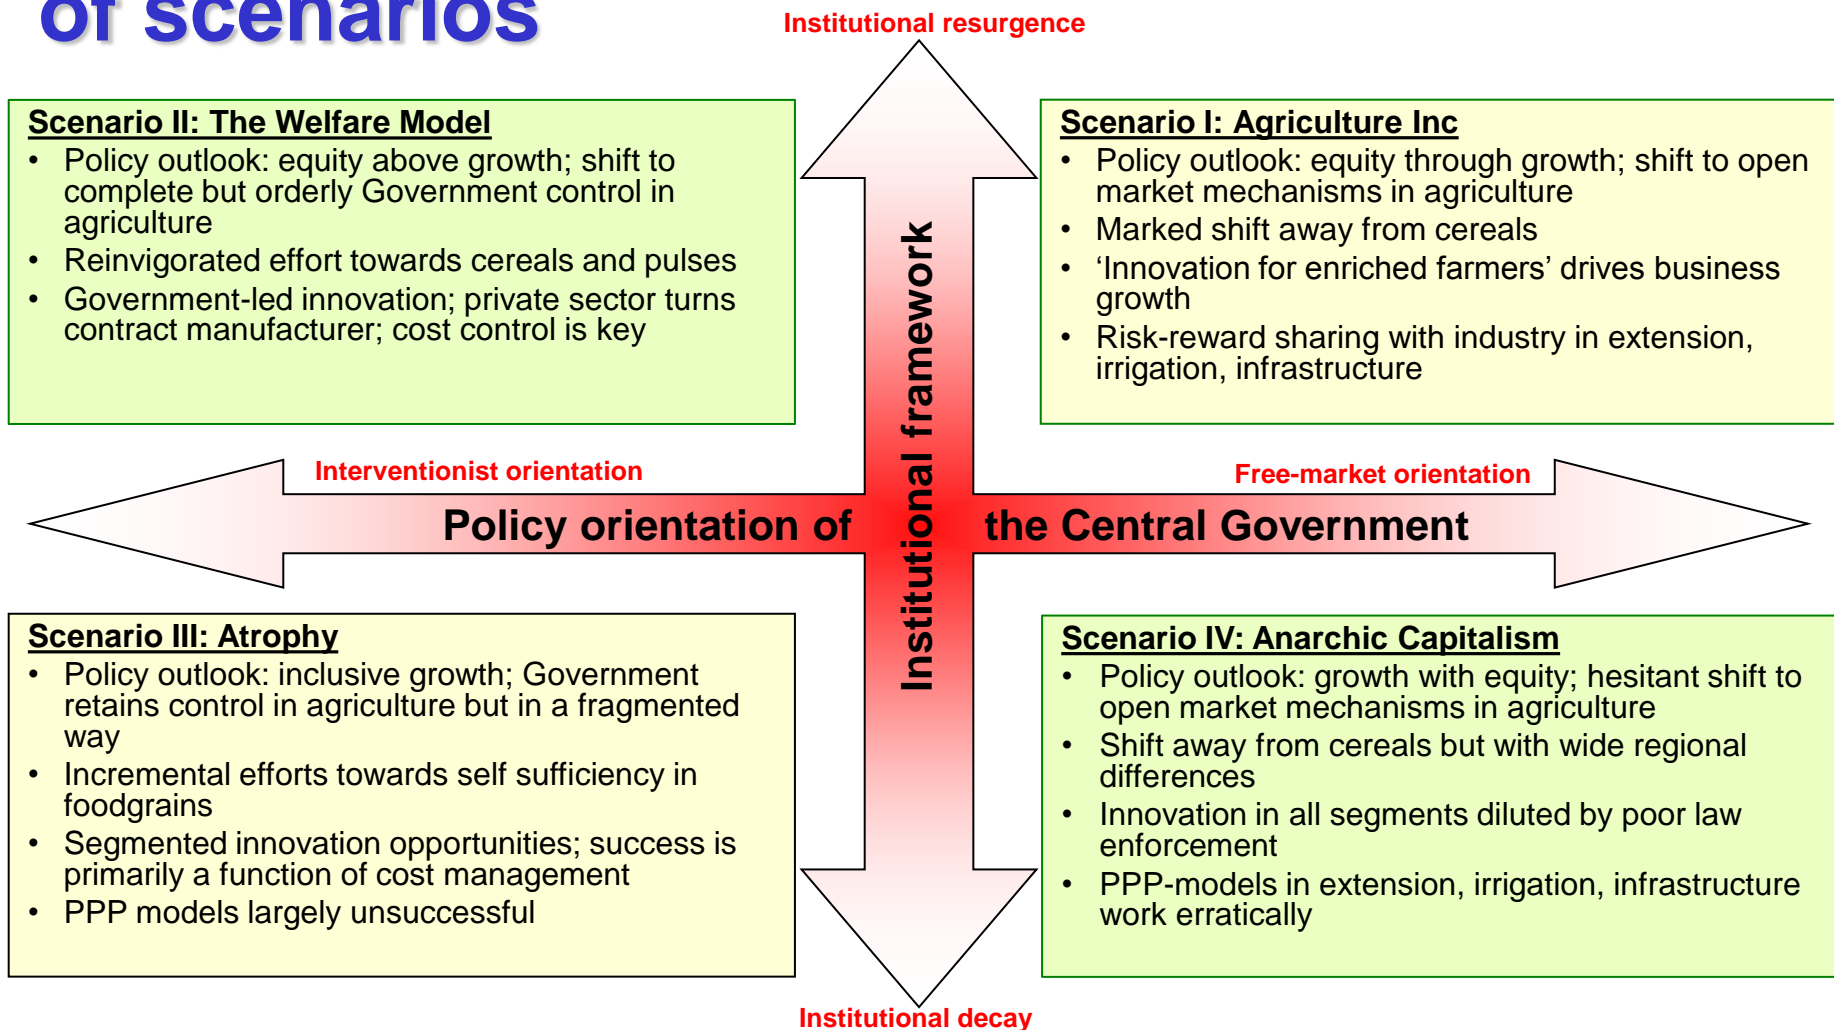 of scenarios
Institutional resurgence
Scenario II: The Welfare Model
• Policy outlook: equity above growth; shift to
complete but orderly Government control in
agriculture
• Reinvigorated effort towards cereals and pulses
• Government-led innovation; private sector turns
contract manufacturer; cost control is key
Scenario I: Agriculture Inc
• Policy outlook: equity through growth; shift to open
market mechanisms in agriculture
• Marked shift away from cereals
• ‘Innovation for enriched farmers’ drives business
growth
• Risk-reward sharing with industry in extension,
irrigation, infrastructure
Institutional framework
Interventionist orientation
Free-market orientation
Policy orientation of the Central Government
Scenario III: Atrophy
• Policy outlook: inclusive growth; Government
retains control in agriculture but in a fragmented
way
• Incremental efforts towards self sufficiency in
foodgrains
• Segmented innovation opportunities; success is
primarily a function of cost management
• PPP models largely unsuccessful
Scenario IV: Anarchic Capitalism
• Policy outlook: growth with equity; hesitant shift to
open market mechanisms in agriculture
• Shift away from cereals but with wide regional
differences
• Innovation in all segments diluted by poor law
enforcement
• PPP-models in extension, irrigation, infrastructure
work erratically
Institutional decay